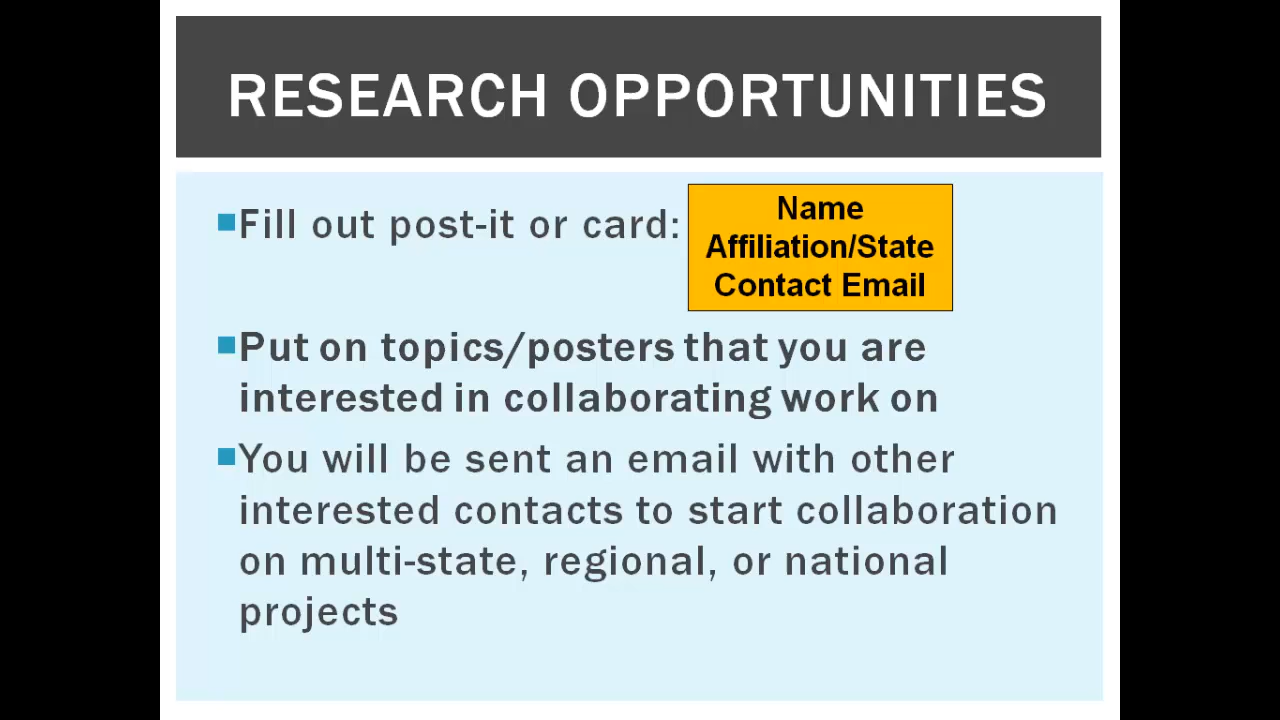 RESEARCH OPPORTUNITIES
Fill out post-it or card:
Name
Affiliation/State
Contact Email
Put on topics/posters that you are
interested in collaborating work on
You will be sent an email with other
interested contacts to start collaboration
on multi-state, regional, or national
projects